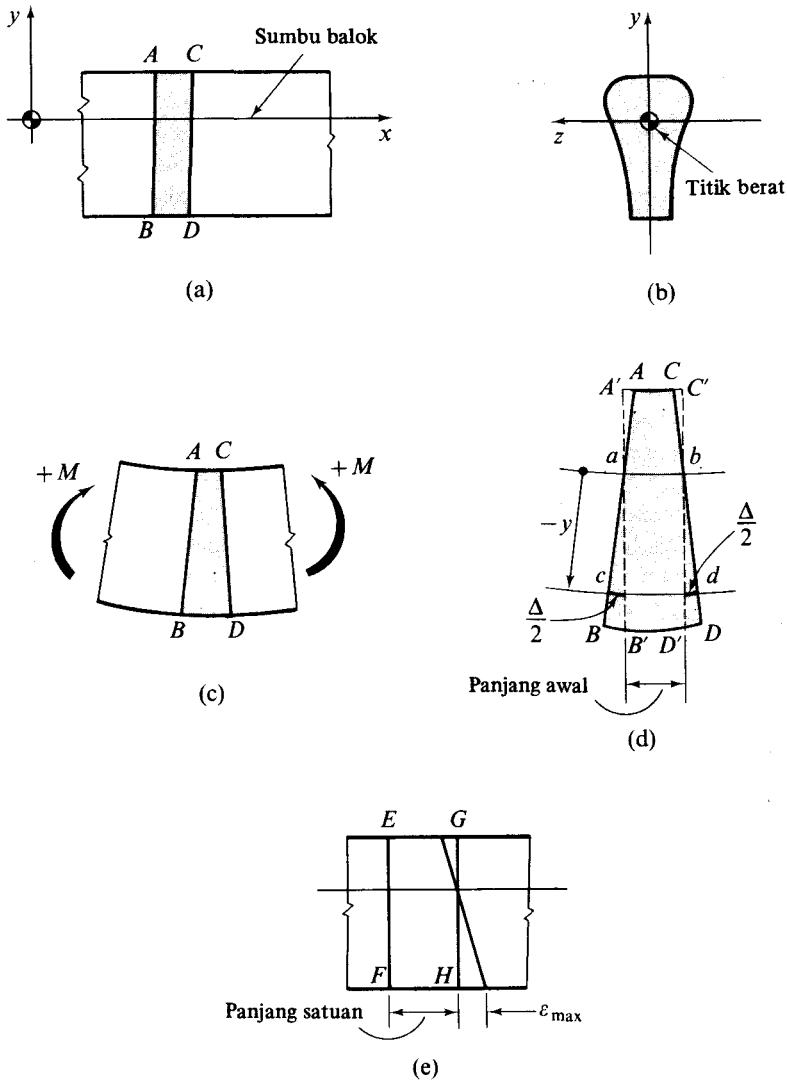 y
A C
Sumbu balok
x
B D
(a)
y
z
Titik berat
(b)
+M
A C
+M
B D
(c)
A' A C C'
a b
−y
Δ/2
c d
Δ/2
B B' D' D
Panjang awal
(d)
E G
F H
Panjang satuan
ε max
(e)